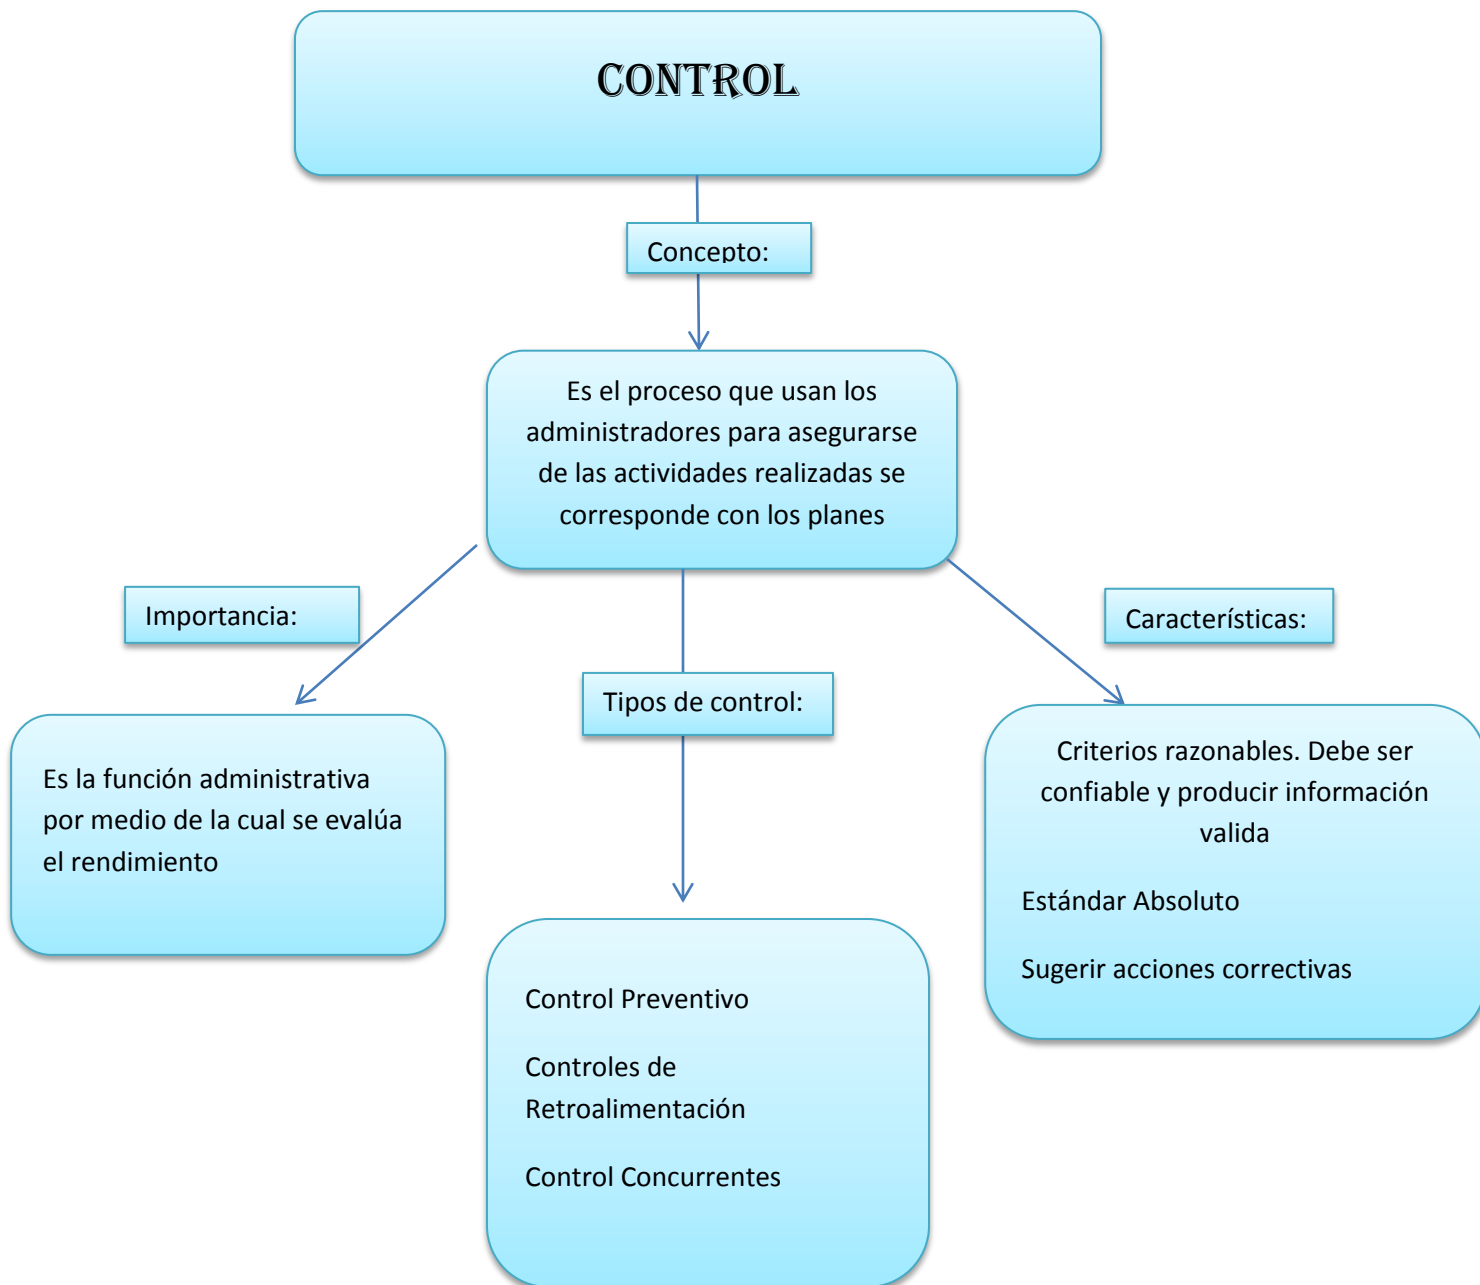 CONTROL
Concepto:
Es el proceso que usan los
administradores para asegurarse
de las actividades realizadas se
corresponde con los planes
Importancia:
Características:
Tipos de control:
Es la función administrativa
por medio de la cual se evalúa
el rendimiento
Criterios razonables. Debe ser
confiable y producir información
valida
Estándar Absoluto
Sugerir acciones correctivas
Control Preventivo
Controles de
Retroalimentación
Control Concurrentes